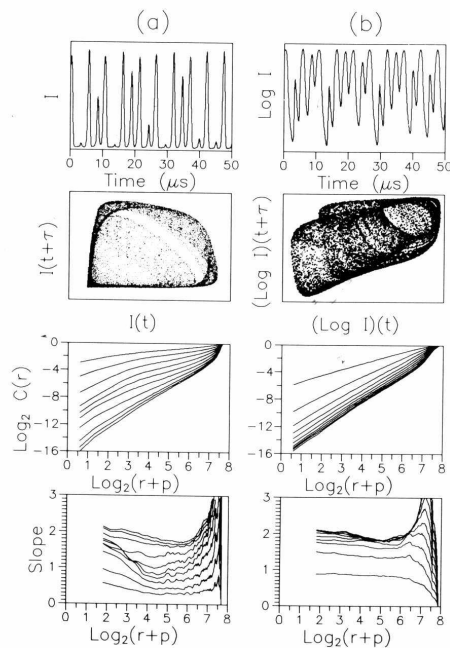 (a)
(b)
I
Log I
0 10 20 30 40 50
0 10 20 30 40 50
Time (μs)
Time (μs)
I(t+τ)
(Log I)(t+τ)
I(t)
(Log I)(t)
Log2 C(r)
0
-4
-8
-12
-16
0
-4
-8
-12
-16
0 1 2 3 4 5 6 7 8
0 1 2 3 4 5 6 7 8
Log2(r+p)
Log2(r+p)
Slope
3
2
1
0
3
2
1
0
0 1 2 3 4 5 6 7 8
0 1 2 3 4 5 6 7 8
Log2(r+p)
Log2(r+p)